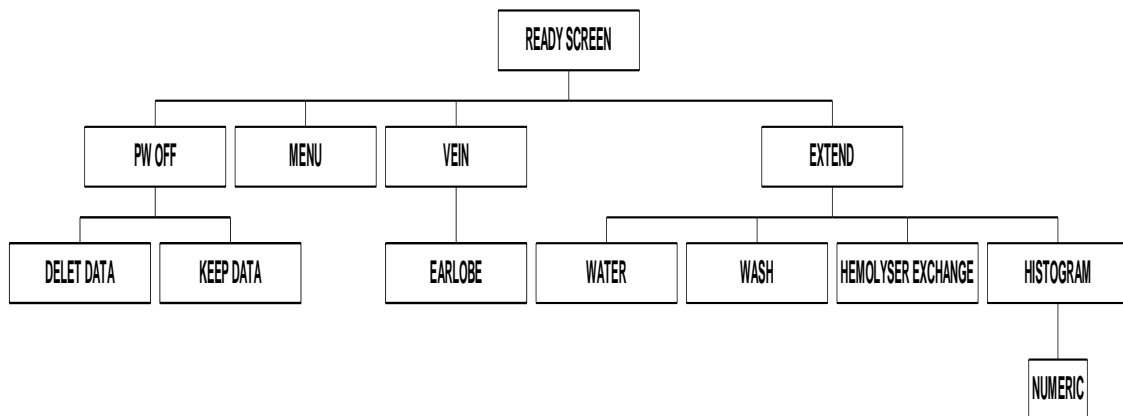 READY SCREEN
PW OFF
MENU
VEIN
EXTEND
DELET DATA
KEEP DATA
EARLOBE
WATER
WASH
HEMOLYSER EXCHANGE
HISTOGRAM
NUMERIC